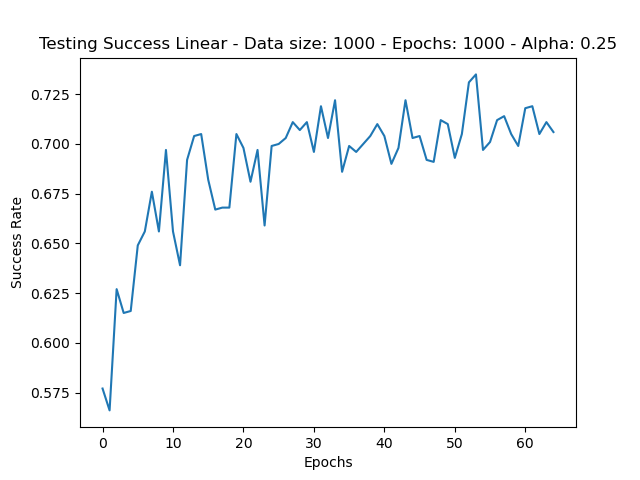 Testing Success Linear - Data size: 1000 - Epochs: 1000 - Alpha: 0.25
0.725
0.700
0.675
0.650
0.625
0.600
0.575
Success Rate
0 10 20 30 40 50 60
Epochs